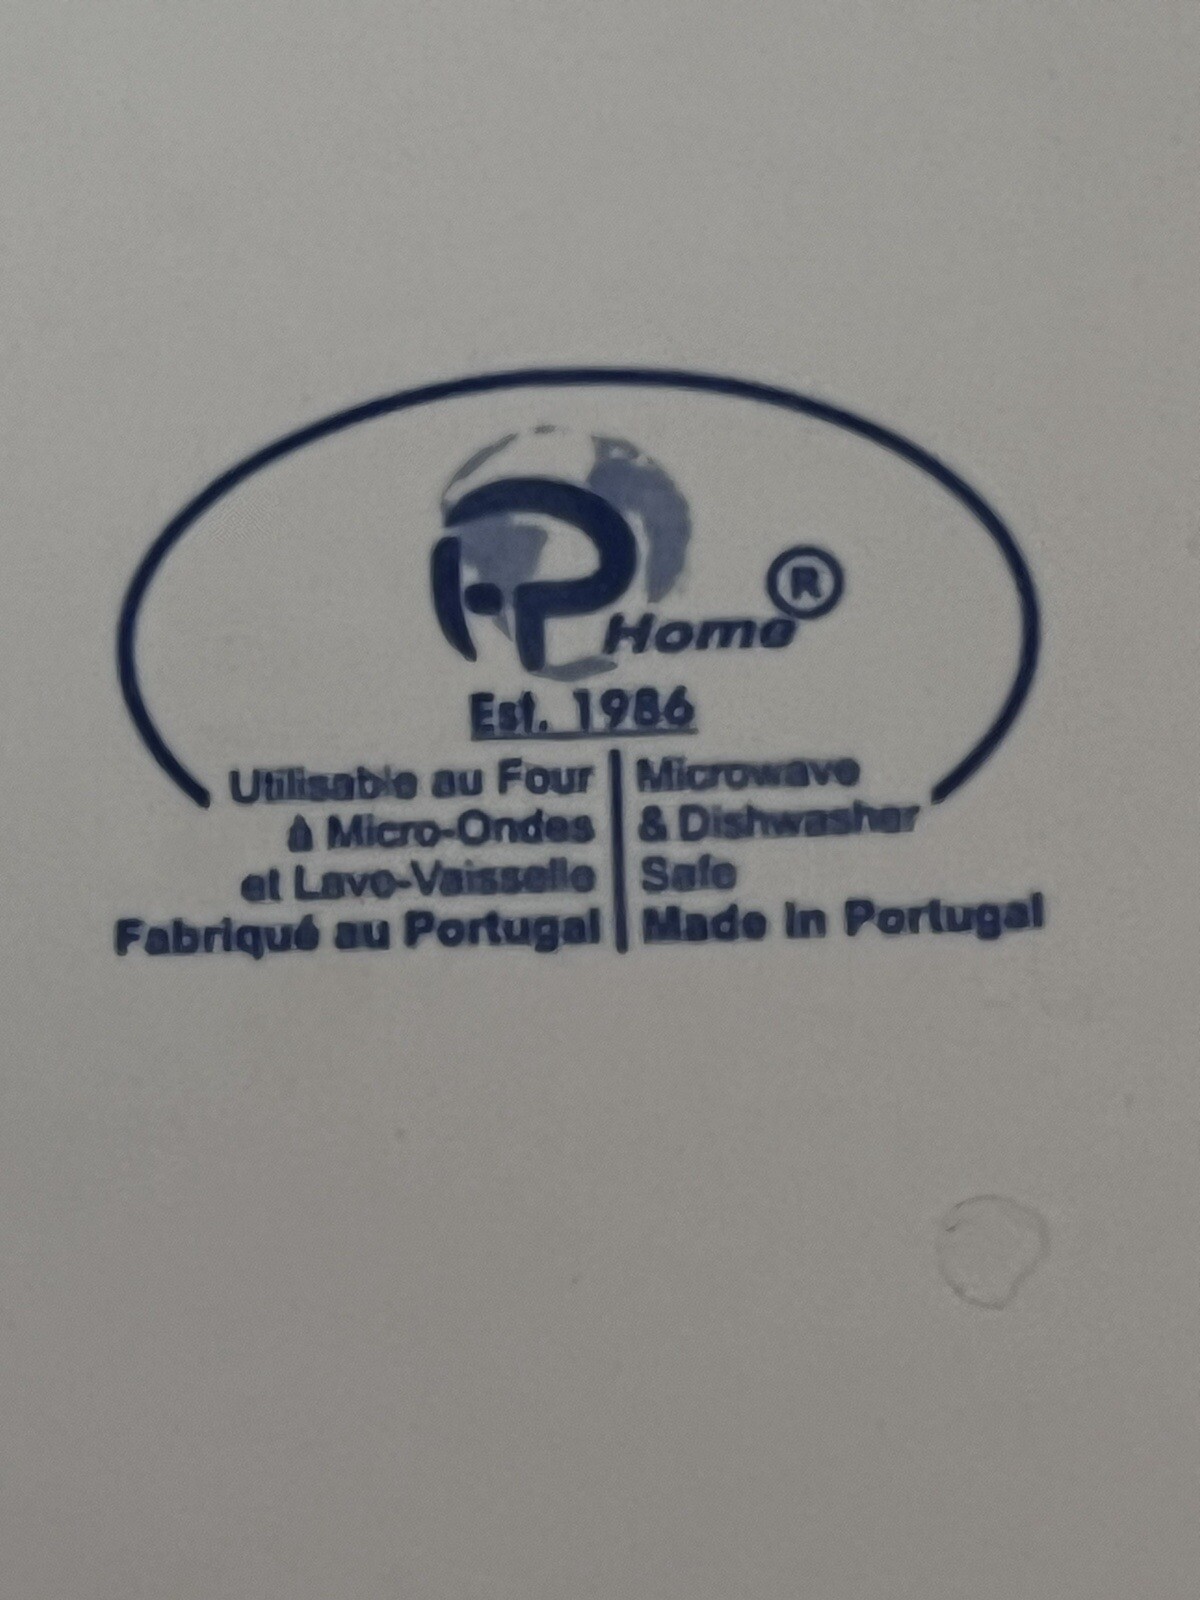 IP Home ®
Est. 1986
Utilisable au Four
à Micro-Ondes
et Lave-Vaisselle
Fabriqué au Portugal
Microwave
& Dishwasher
Safe
Made in Portugal